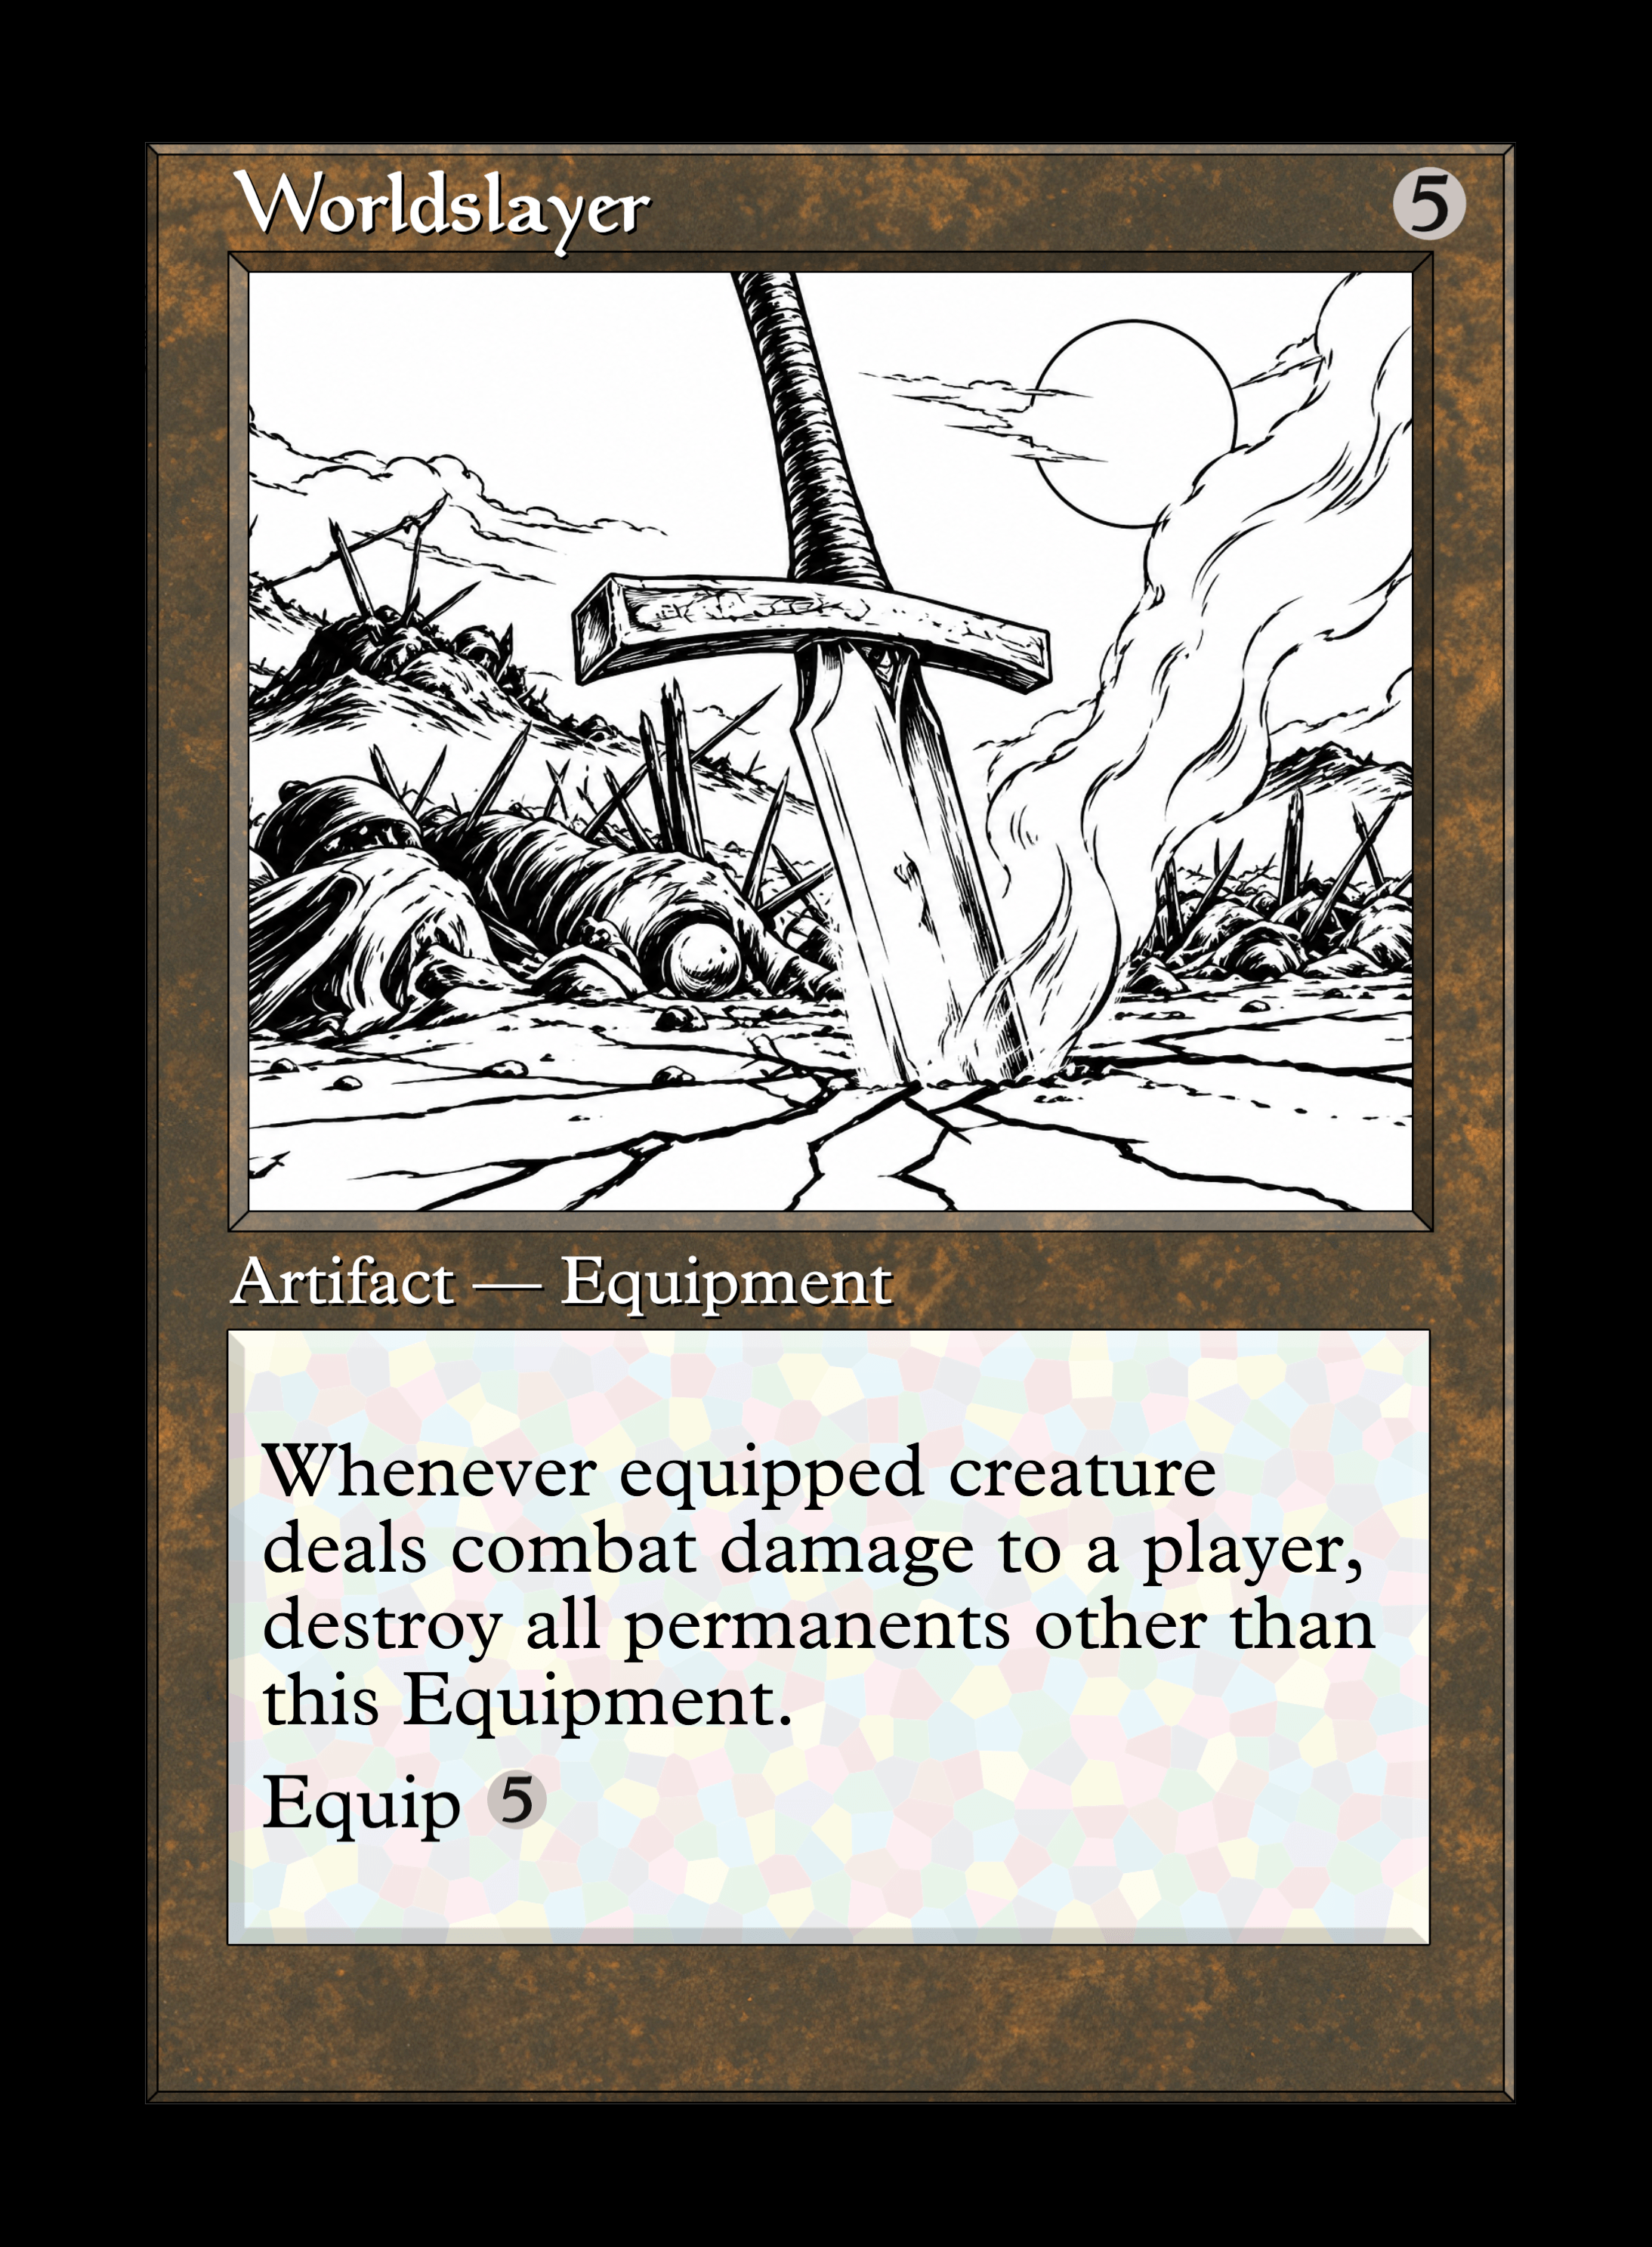 Worldslayer 5
Artifact — Equipment
Whenever equipped creature
deals combat damage to a player,
destroy all permanents other than
this Equipment.
Equip 5